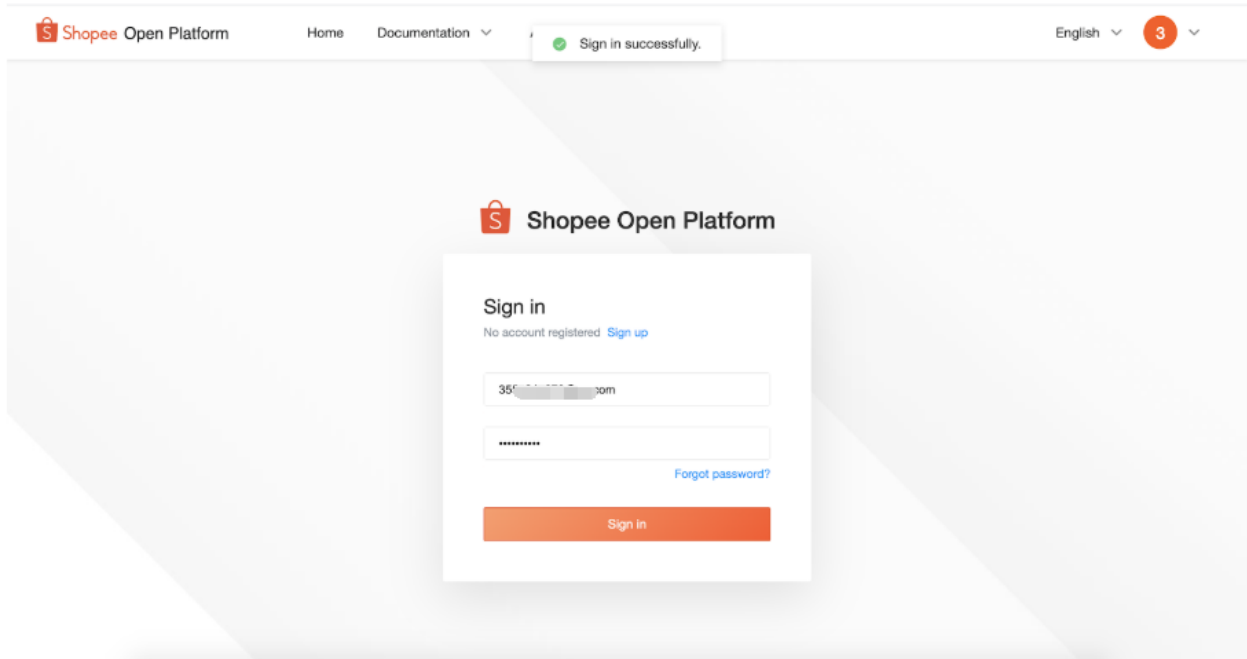 Shopee Open Platform Home Documentation English 3
Sign in successfully.
Shopee Open Platform
Sign in
No account registered Sign up
••••••••••
Forgot password?
Sign in